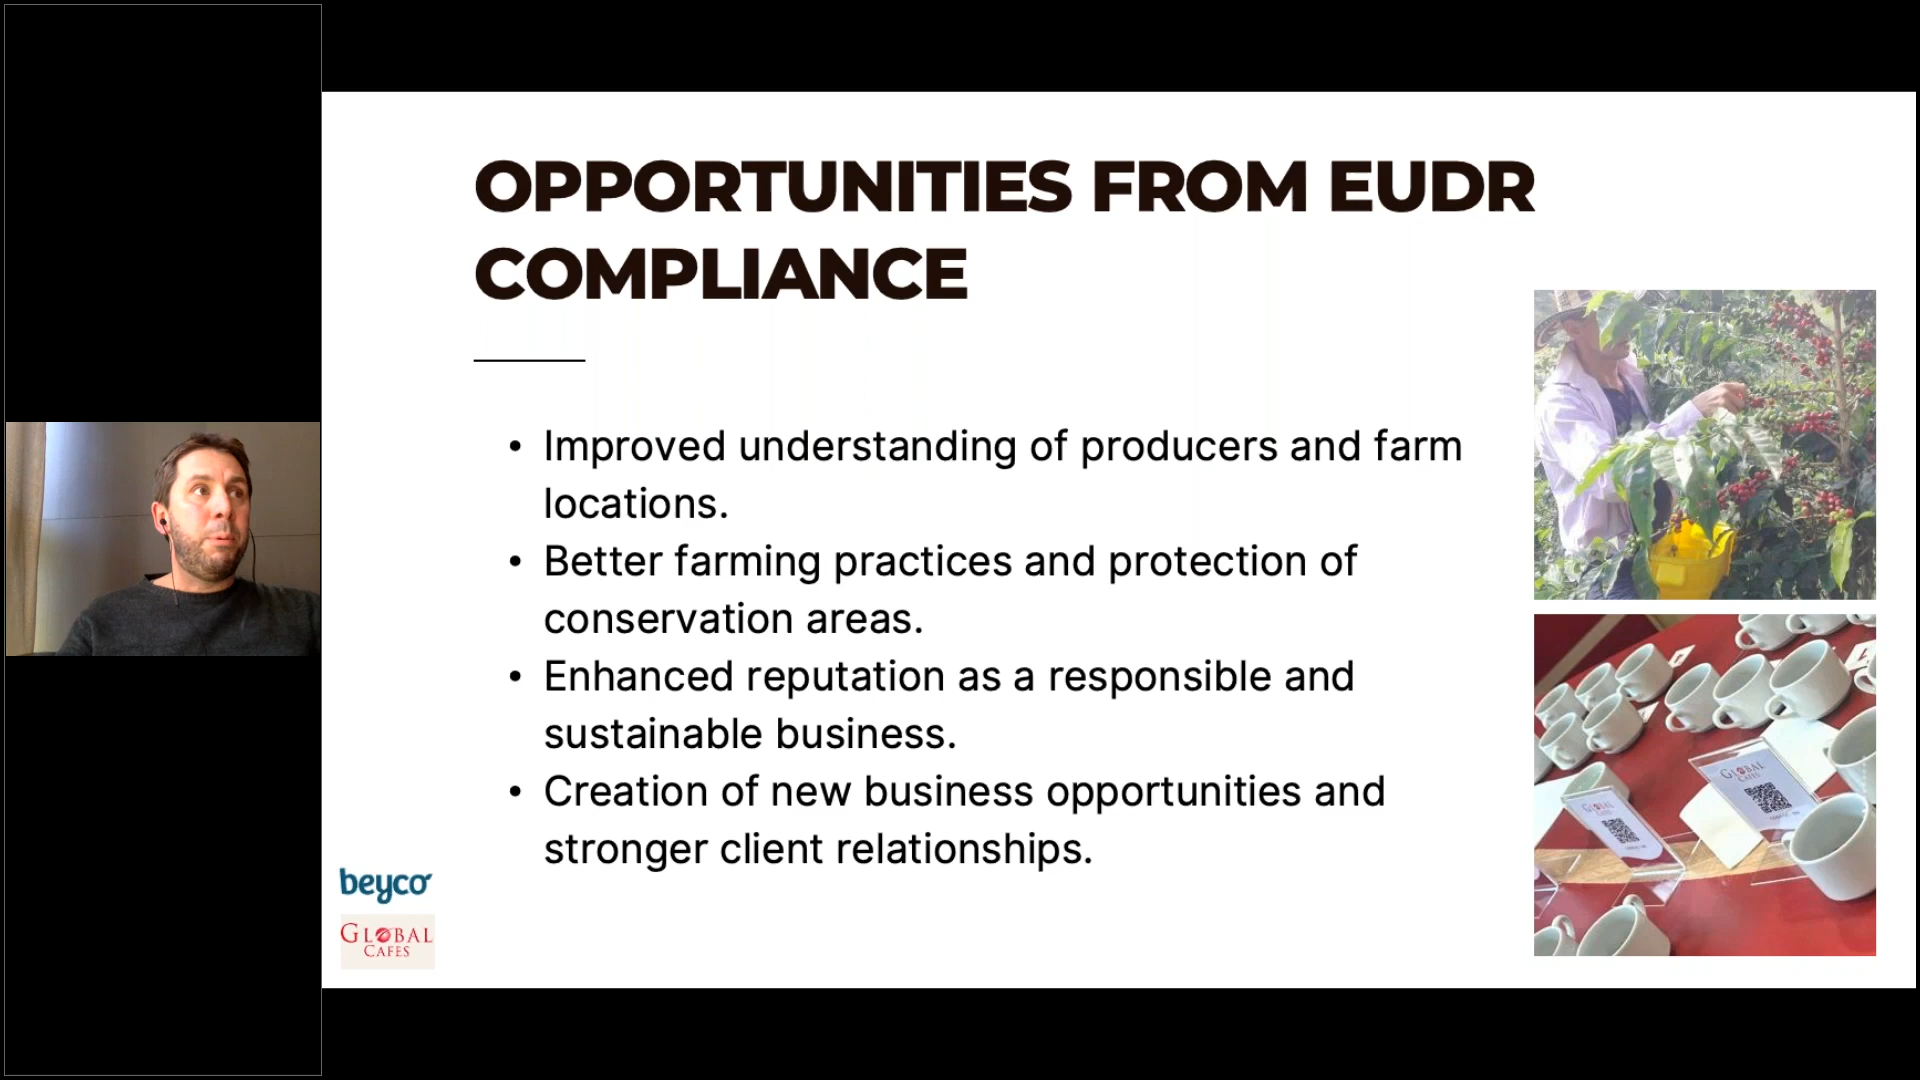 OPPORTUNITIES FROM EUDR
COMPLIANCE
• Improved understanding of producers and farm
locations.
• Better farming practices and protection of
conservation areas.
• Enhanced reputation as a responsible and
sustainable business.
• Creation of new business opportunities and
stronger client relationships.
beyco
GLOBAL
CAFES
GLOBAL
CAFES